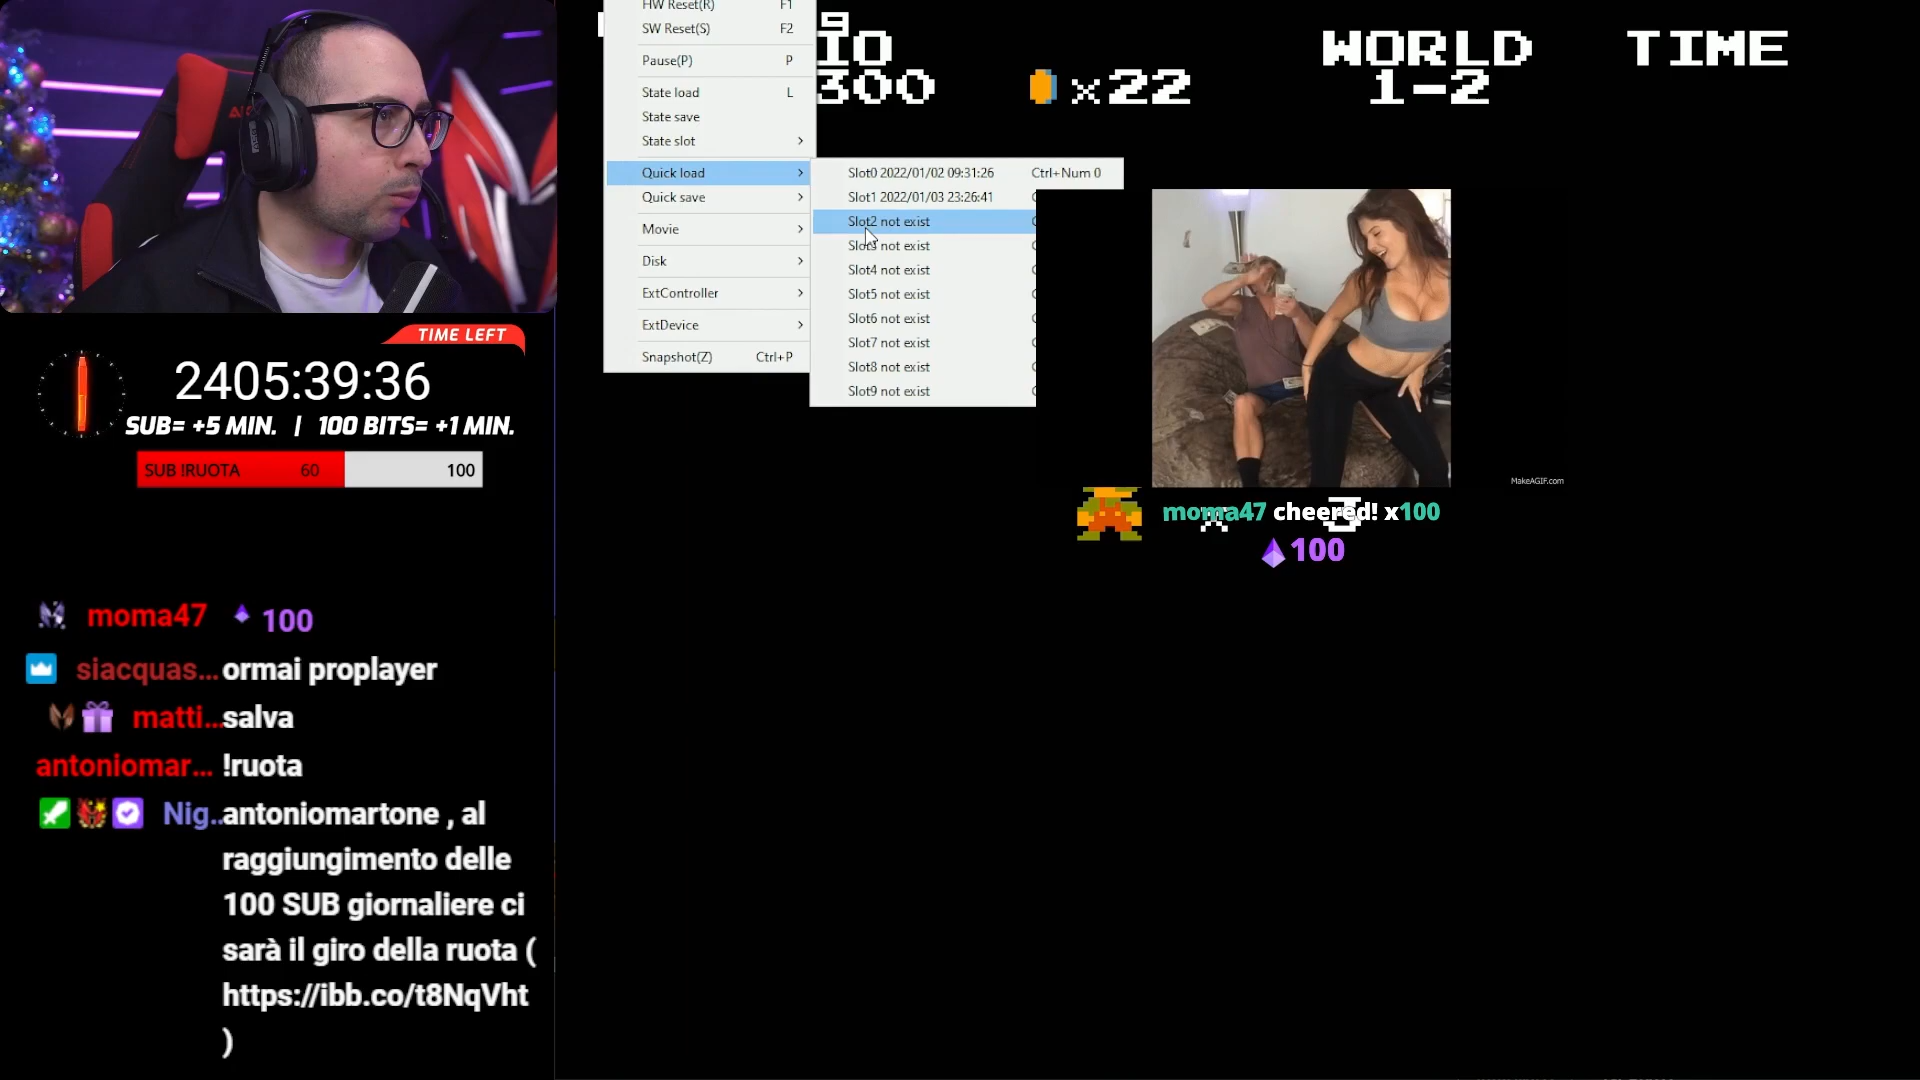 HW Reset(R) F1
SW Reset(S) F2
Pause(P) P
State load L
State save
State slot
Quick load
Quick save
Movie
Disk
ExtController
ExtDevice
Snapshot(Z) Ctrl+P
Slot0 2022/01/02 09:31:26 Ctrl+Num 0
Slot1 2022/01/03 23:26:41
Slot2 not exist
Slot3 not exist
Slot4 not exist
Slot5 not exist
Slot6 not exist
Slot7 not exist
Slot8 not exist
Slot9 not exist
9
IO WORLD TIME
300 x22 1-2
MakeAGIF.com
x 3
moma47 cheered! x100
100
TIME LEFT
2405:39:36
SUB= +5 MIN. | 100 BITS= +1 MIN.
SUB !RUOTA 60 100
moma47 100
siacquas... ormai proplayer
matti... salva
antoniomar... !ruota
Nig.. antoniomartone , al
raggiungimento delle
100 SUB giornaliere ci
sarà il giro della ruota (
https://ibb.co/t8NqVht
)